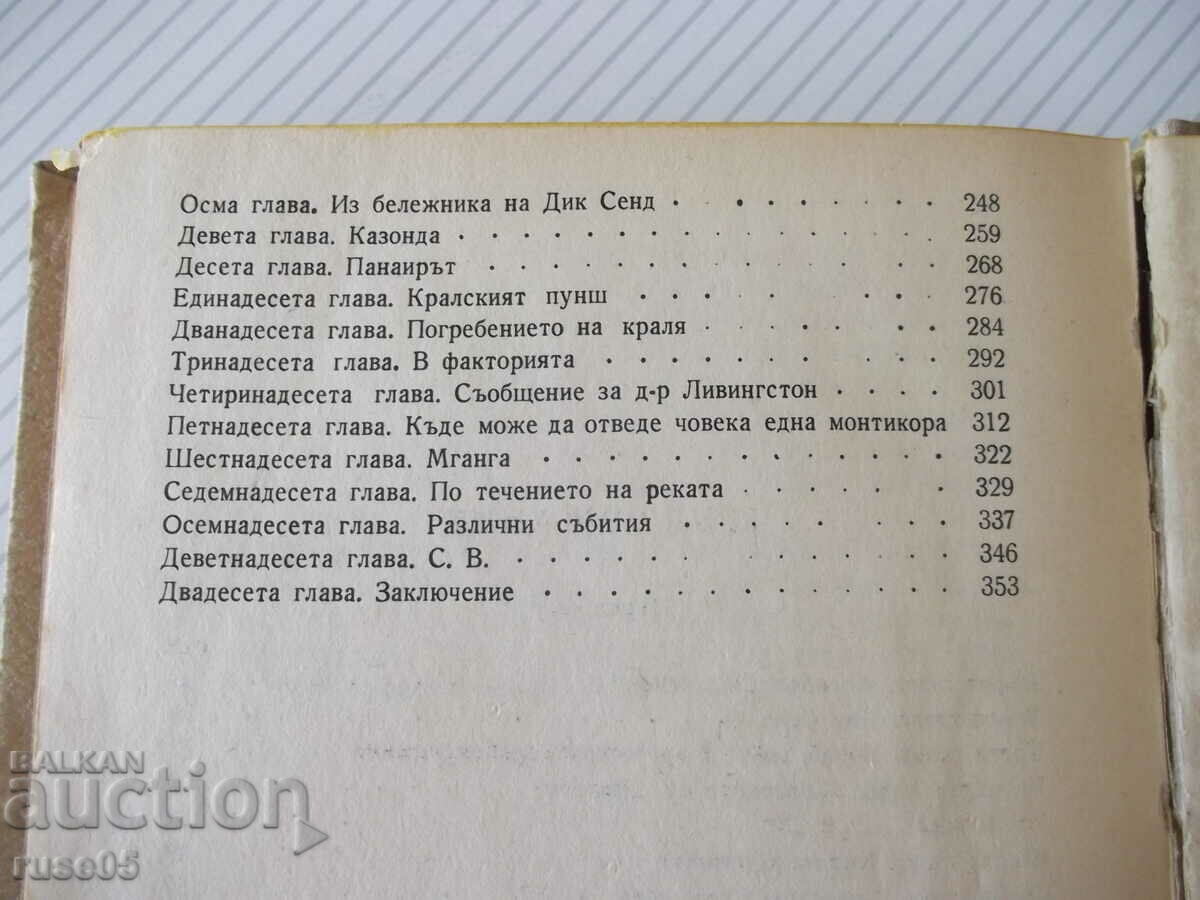 Осма глава. Из бележника на Дик Сенд . . . . . . . . 248
Девета глава. Казонда . . . . . . . . . . . . . . . 259
Десета глава. Панаирът . . . . . . . . . . . . . . 268
Единадесета глава. Кралският пунш . . . . . . . . 276
Дванадесета глава. Погребението на краля . . . . . . . 284
Тринадесета глава. В факторията . . . . . . . . . . 292
Четиринадесета глава. Съобщение за д-р Ливингстон . . . . 301
Петнадесета глава. Къде може да отведе човека една монтикора 312
Шестнадесета глава. Мганга . . . . . . . . . . . . . 322
Седемнадесета глава. По течението на реката . . . . . . 329
Осемнадесета глава. Различни събития . . . . . . . . 337
Деветнадесета глава. С. В. . . . . . . . . . . . . . . 346
Двадесета глава. Заключение . . . . . . . . . . . . . 353
BALKAN
auction
ruse05